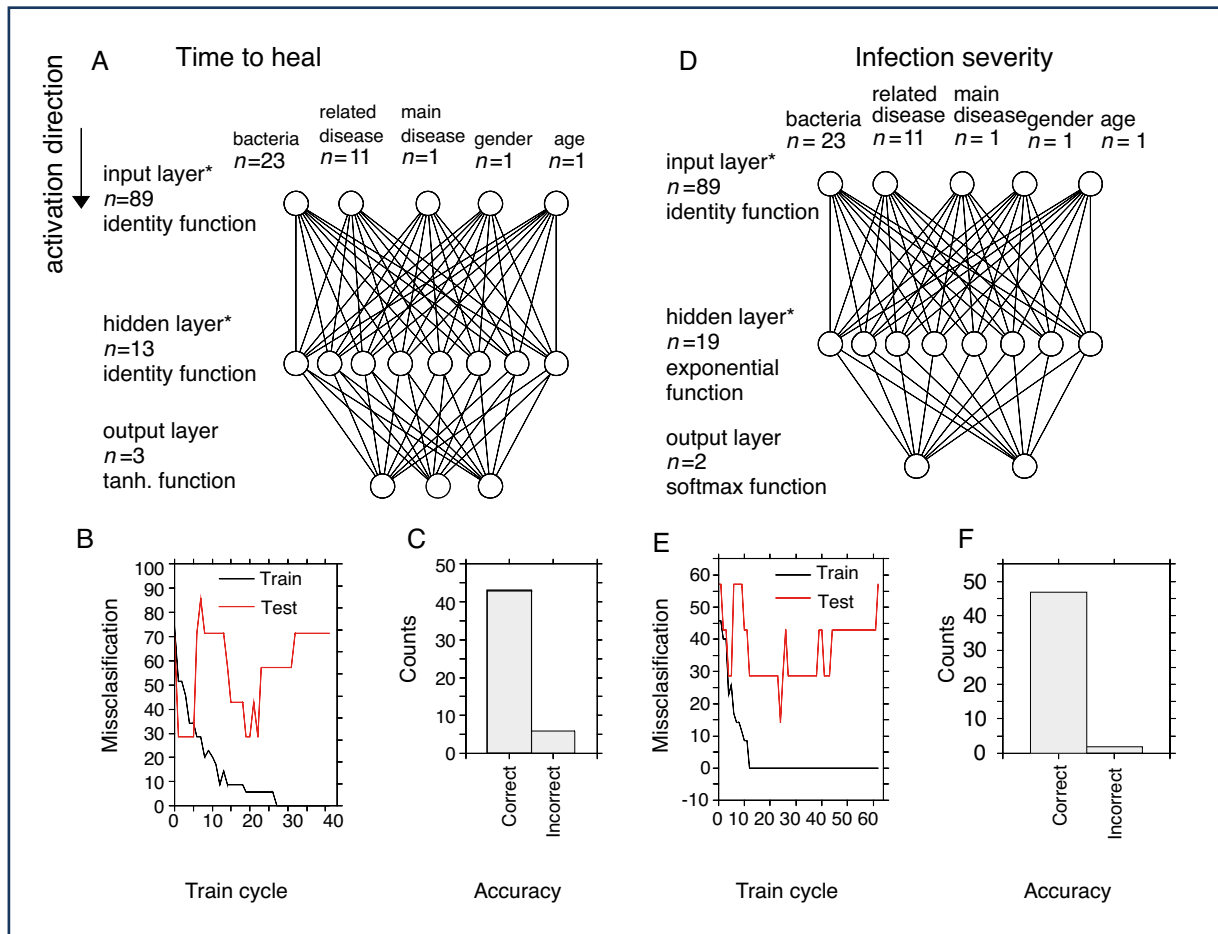 A
Time to heal
activation direction
bacteria
n=23
related
disease
n=11
main
disease
n=1
gender
n=1
age
n=1
input layer*
n=89
identity function
hidden layer*
n=13
identity function
output layer
n=3
tanh. function
D
Infection severity
bacteria
n= 23
related
disease
n= 11
main
disease
n= 1
gender
n= 1
age
n= 1
input layer*
n=89
identity function
hidden layer*
n=19
exponential
function
output layer
n=2
softmax function
B
Missclasification
100
90
80
70
60
50
40
30
20
10
0
0
10
20
30
40
Train
Test
Train cycle
C
Counts
50
40
30
20
10
0
Correct
Incorrect
Accuracy
E
Missclasification
60
50
40
30
20
10
0
-10
0
10
20
30
40
50
60
Train
Test
Train cycle
F
Counts
50
40
30
20
10
0
Correct
Incorrect
Accuracy